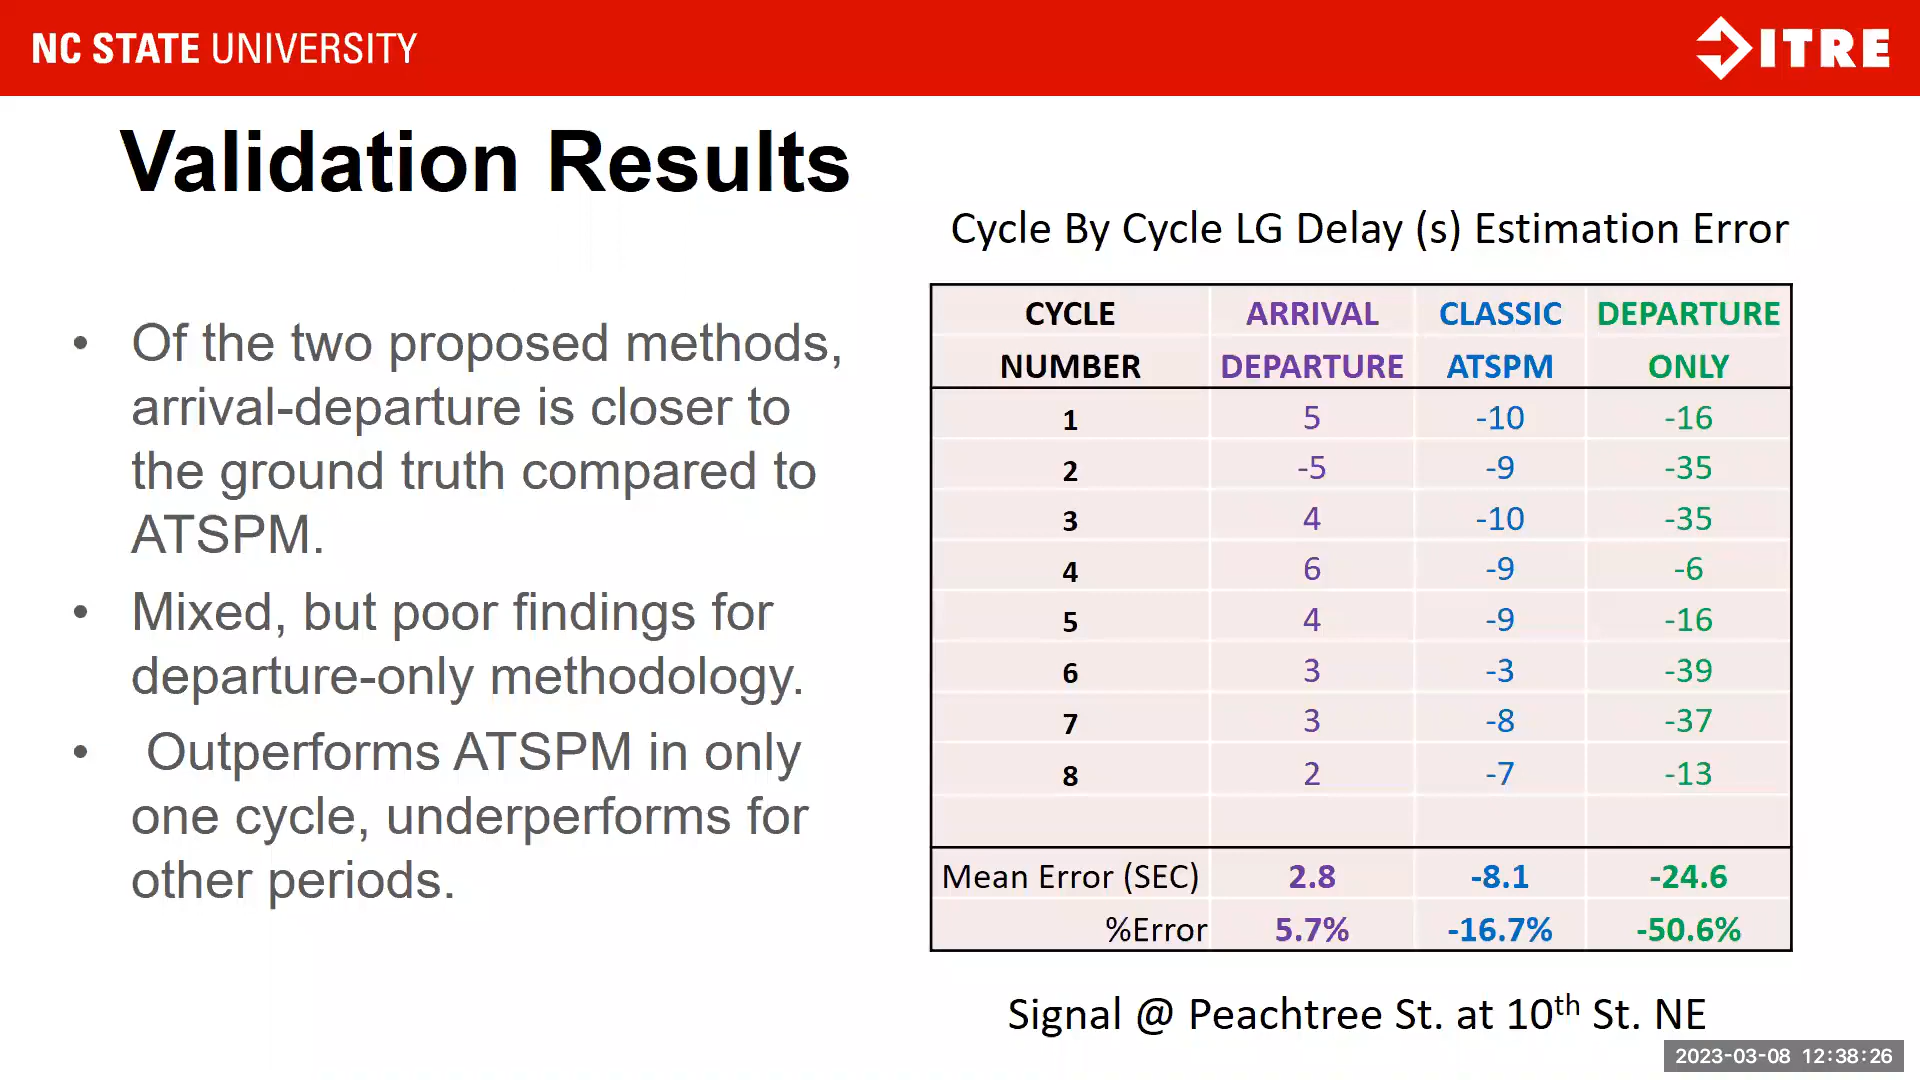 NC STATE UNIVERSITY
ITRE
Validation Results
• Of the two proposed methods,
arrival-departure is closer to
the ground truth compared to
ATSPM.
• Mixed, but poor findings for
departure-only methodology.
• Outperforms ATSPM in only
one cycle, underperforms for
other periods.
Cycle By Cycle LG Delay (s) Estimation Error
CYCLE ARRIVAL CLASSIC DEPARTURE
NUMBER DEPARTURE ATSPM ONLY
1 5 -10 -16
2 -5 -9 -35
3 4 -10 -35
4 6 -9 -6
5 4 -9 -16
6 3 -3 -39
7 3 -8 -37
8 2 -7 -13
Mean Error (SEC) 2.8 -8.1 -24.6
%Error 5.7% -16.7% -50.6%
Signal @ Peachtree St. at 10th St. NE
2023-03-08 12:38:26